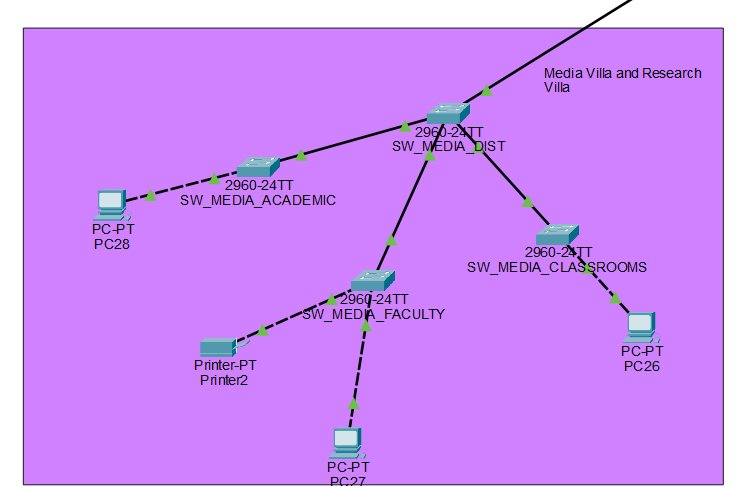 Media Villa and Research
Villa
2960-24TT
SW_MEDIA_DIST
2960-24TT
SW_MEDIA_ACADEMIC
PC-PT
PC28
2960-24TT
SW_MEDIA_CLASSROOMS
2960-24TT
SW_MEDIA_FACULTY
Printer-PT
Printer2
PC-PT
PC26
PC-PT
PC27